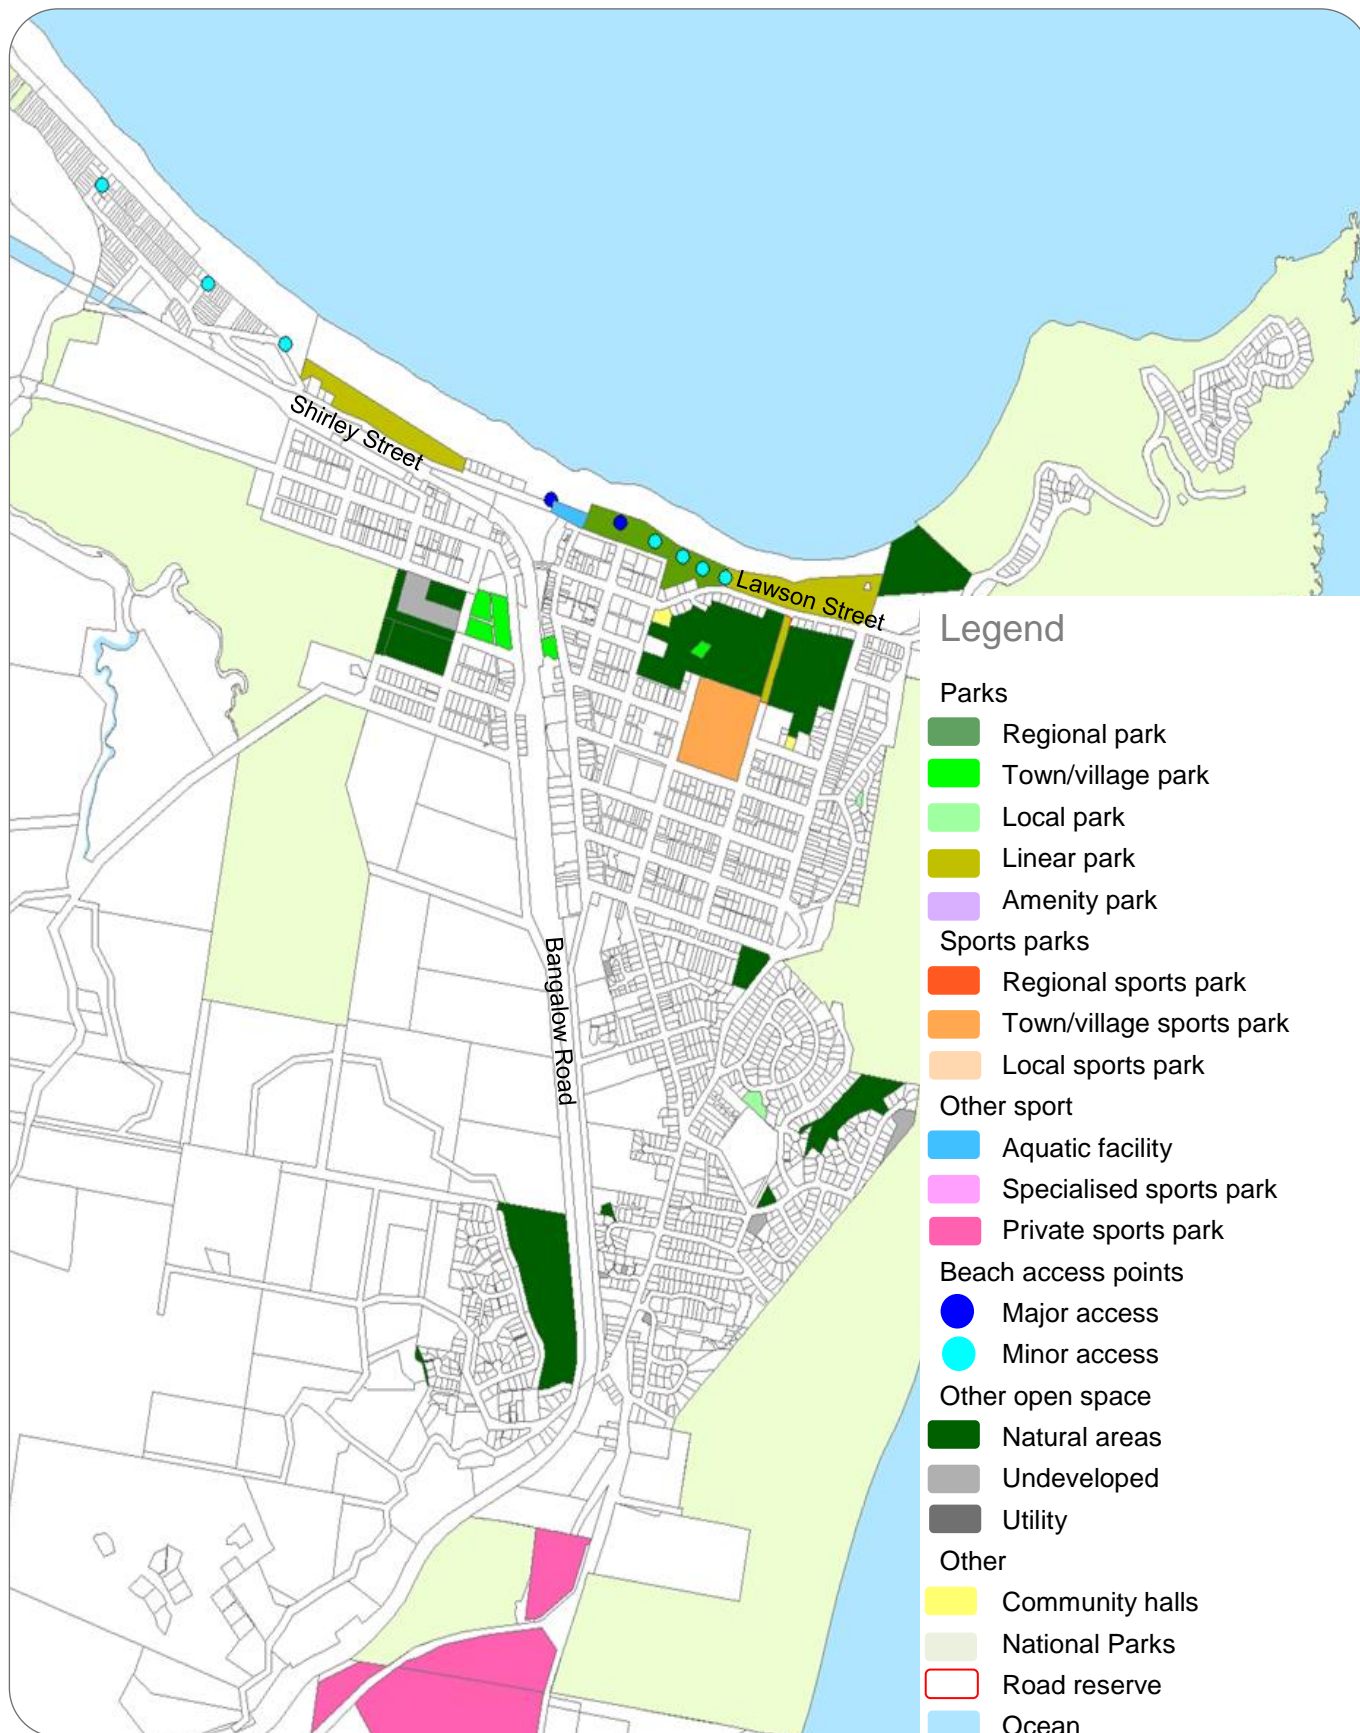 Shirley Street
Lawson Street
Bangalow Road
Legend
Parks
Regional park
Town/village park
Local park
Linear park
Amenity park
Sports parks
Regional sports park
Town/village sports park
Local sports park
Other sport
Aquatic facility
Specialised sports park
Private sports park
Beach access points
Major access
Minor access
Other open space
Natural areas
Undeveloped
Utility
Other
Community halls
National Parks
Road reserve
Ocean